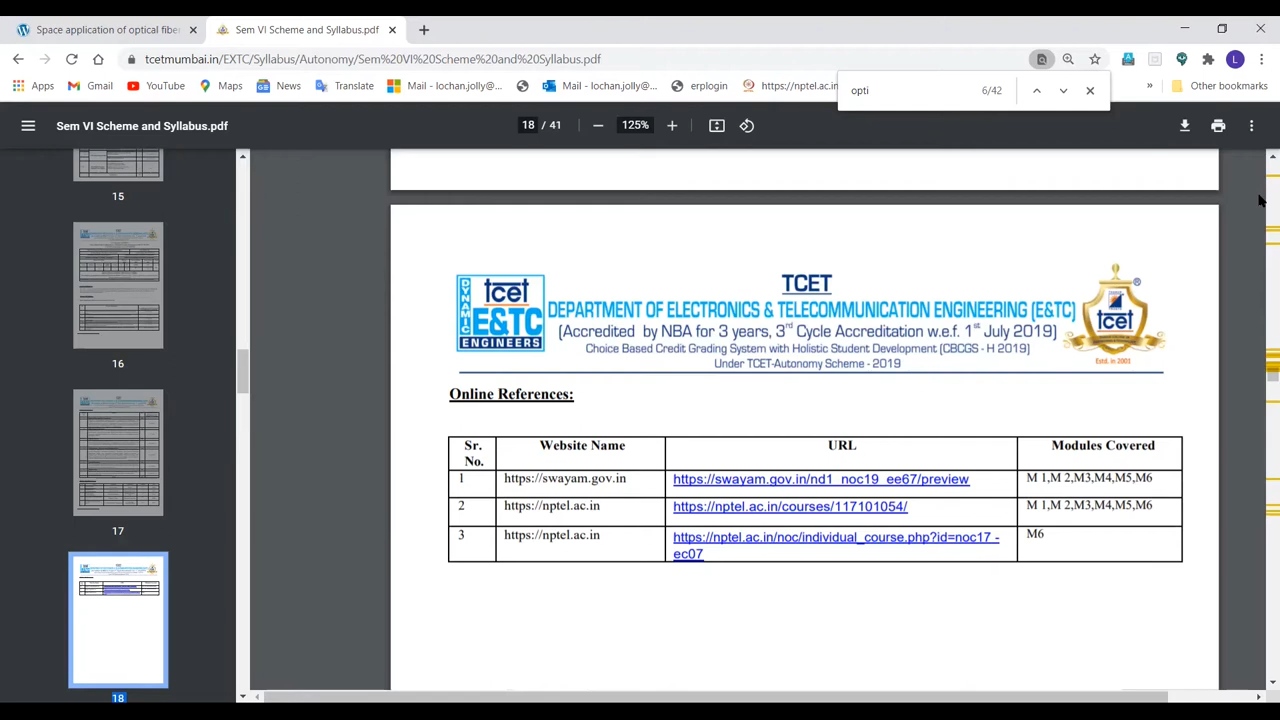 Space application of optical fiber
Sem VI Scheme and Syllabus.pdf
tcetmumbai.in/EXTC/Syllabus/Autonomy/Sem%20VI%20Scheme%20and%20Syllabus.pdf
Apps
Gmail
YouTube
Maps
News
Translate
Mail - lochan.jolly@...
Mail - lochan.jolly@...
erplogin
https://nptel.ac.in
»
Other bookmarks
L
opti
6/42
Sem VI Scheme and Syllabus.pdf
18 / 41
125%
15
16
17
18
DYNAMIC
tcet
E&TC
ENGINEERS
TCET
DEPARTMENT OF ELECTRONICS & TELECOMMUNICATION ENGINEERING (E&TC)
(Accredited by NBA for 3 years, 3rd Cycle Accreditation w.e.f. 1st July 2019)
Choice Based Credit Grading System with Holistic Student Development (CBCGS - H 2019)
Under TCET-Autonomy Scheme - 2019
tcet
Estd. in 2001
Online References:
Sr. No. Website Name URL Modules Covered
1 https://swayam.gov.in https://swayam.gov.in/nd1_noc19_ee67/preview M 1,M 2,M3,M4,M5,M6
2 https://nptel.ac.in https://nptel.ac.in/courses/117101054/ M 1,M 2,M3,M4,M5,M6
3 https://nptel.ac.in https://nptel.ac.in/noc/individual_course.php?id=noc17 - M6
ec07